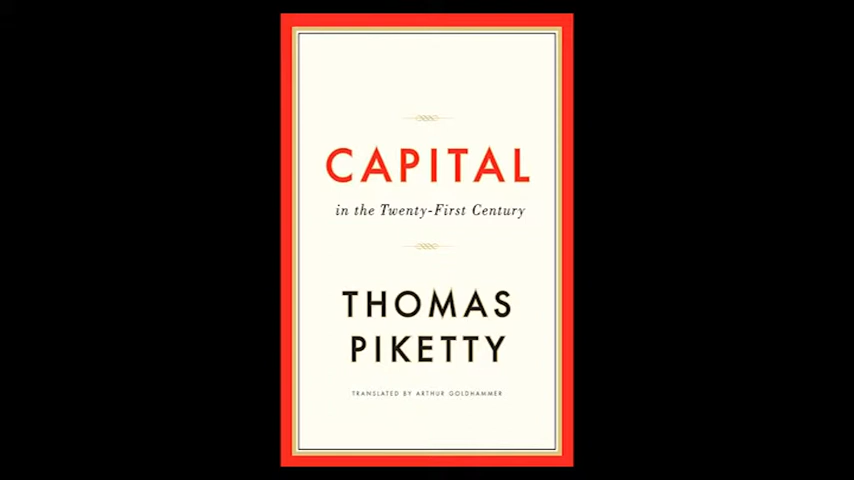 CAPITAL
in the Twenty-First Century
THOMAS
PIKETTY
TRANSLATED BY ARTHUR GOLDHAMMER